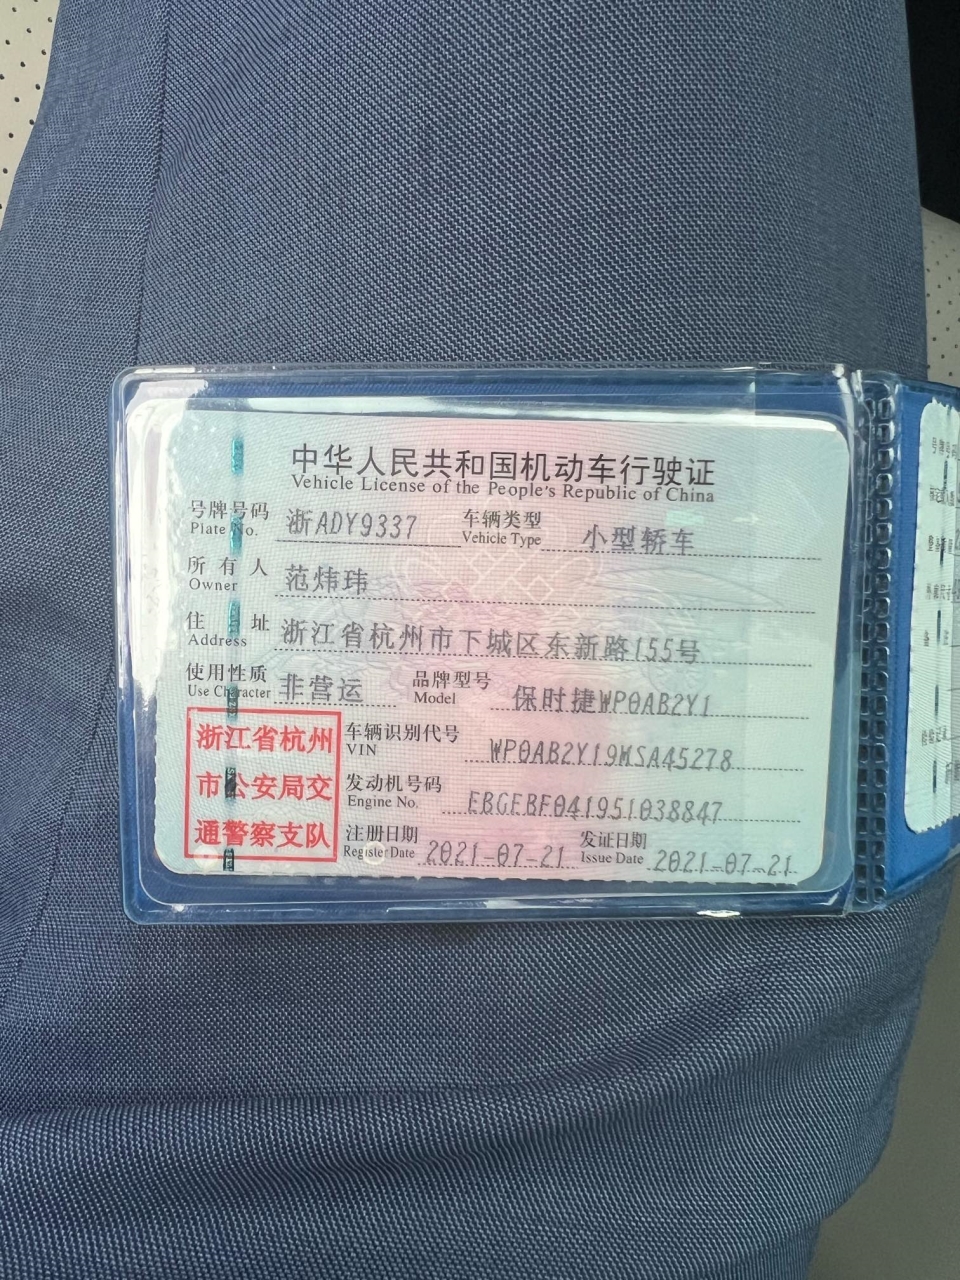 中华人民共和国机动车行驶证
Vehicle License of the People's Republic of China
号牌号码 浙ADY9337 车辆类型 小型轿车
Plate No. Vehicle Type
所有人 范炜玮
Owner
住址 浙江省杭州市下城区东新路155号
Address
使用性质 非营运 品牌型号 保时捷WP0AB2Y1
Use Character Model
浙江省杭州
市公安局交
通警察支队
车辆识别代号 WP0AB2Y19MSA45278
VIN
发动机号码 EBGEBF041951038847
Engine No.
注册日期 2021-07-21 发证日期 2021-07-21
Register Date Issue Date
号牌号码